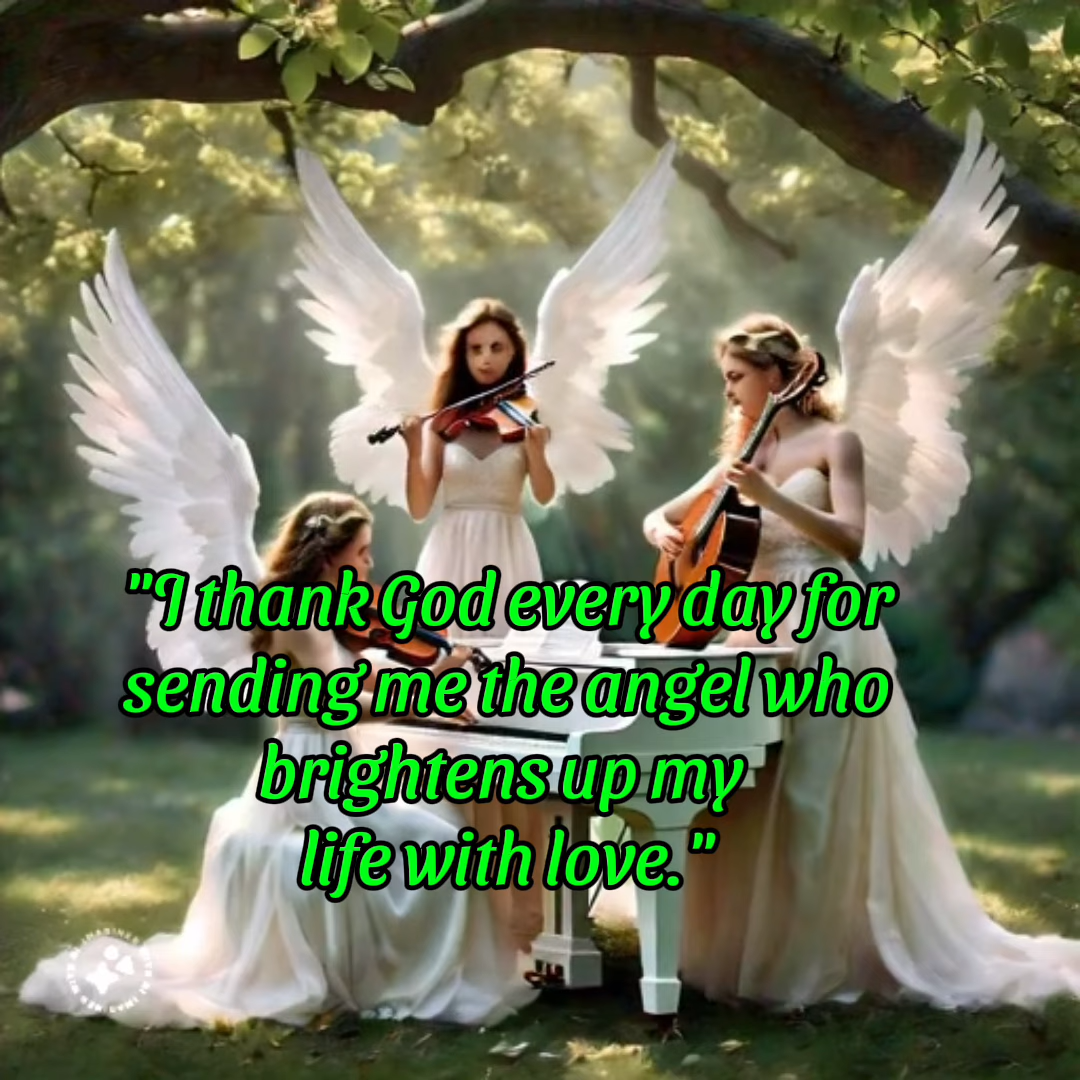 "I thank God every day for
sending me the angel who
brightens up my
life with love."